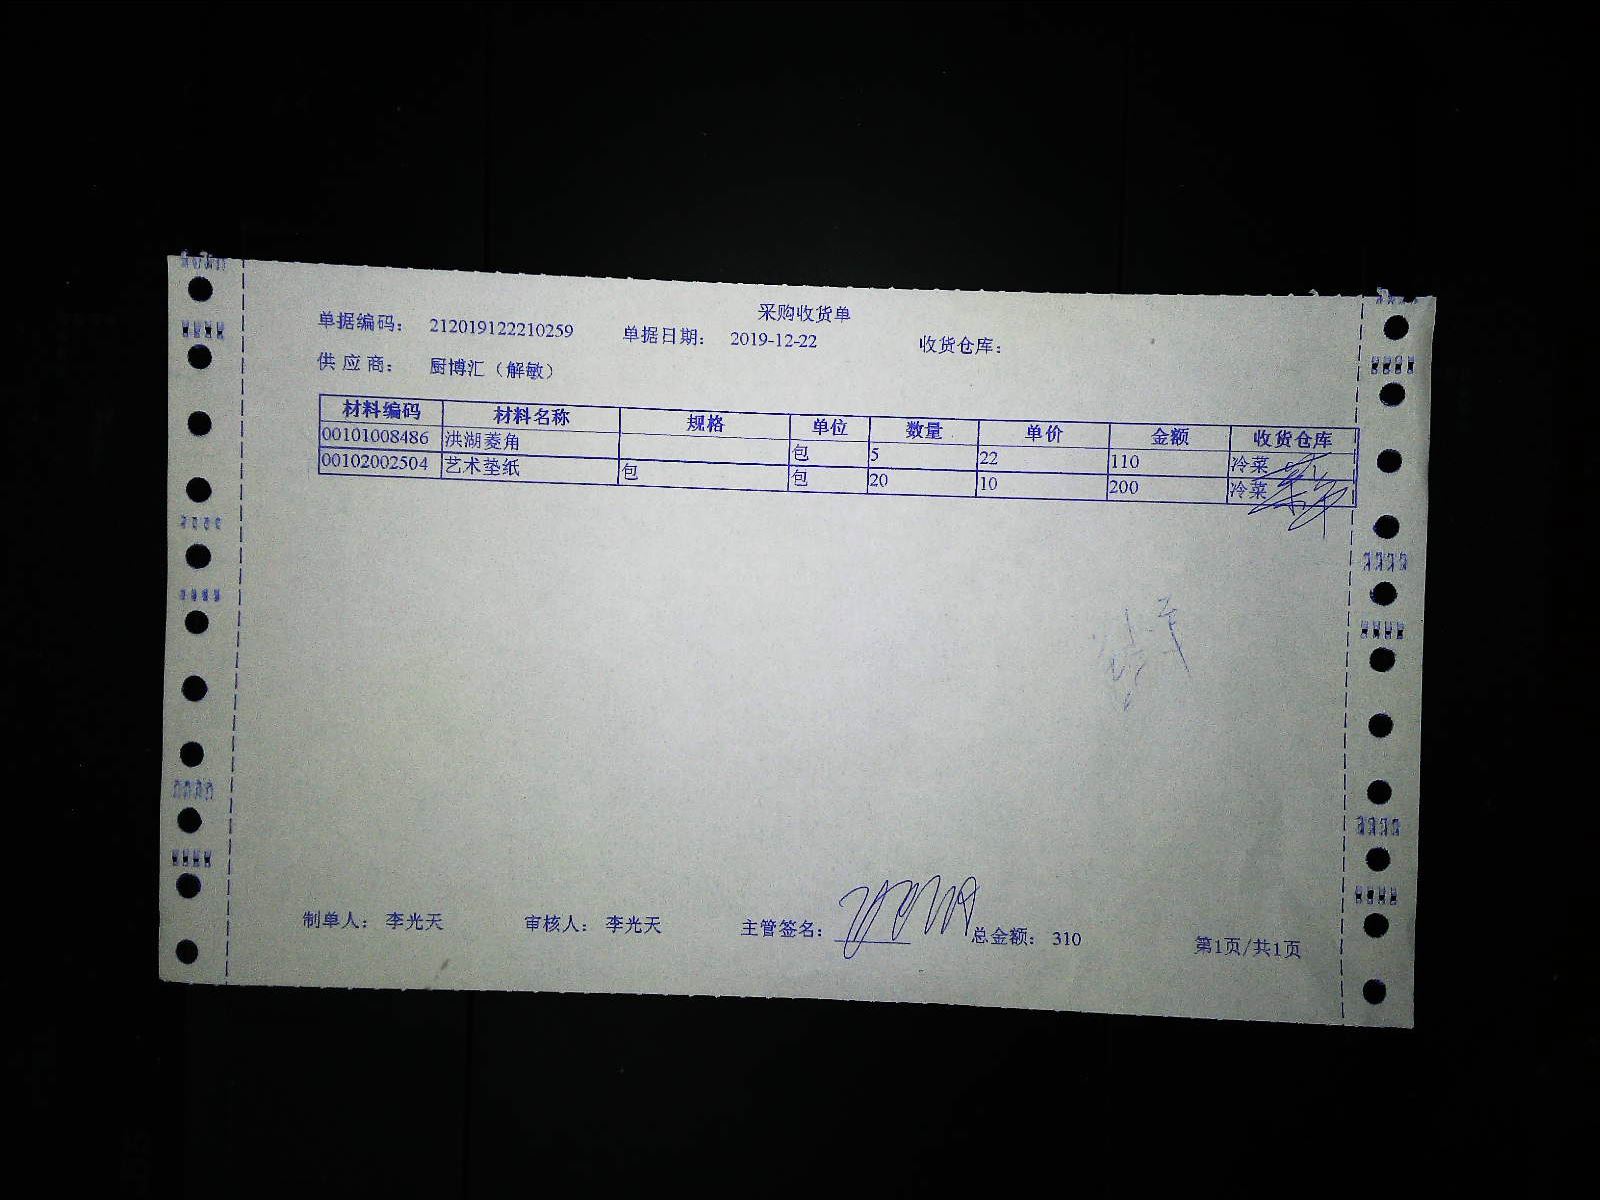 采购收货单
单据编码： 212019122210259 单据日期： 2019-12-22 收货仓库：
供 应 商： 厨博汇（解敏）
材料编码 材料名称 规格 单位 数量 单价 金额 收货仓库
00101008486 洪湖菱角 包 5 22 110 冷菜
00102002504 艺术垫纸 包 包 20 10 200 冷菜
制单人： 李光天 审核人： 李光天 主管签名： 总金额： 310 第1页/共1页